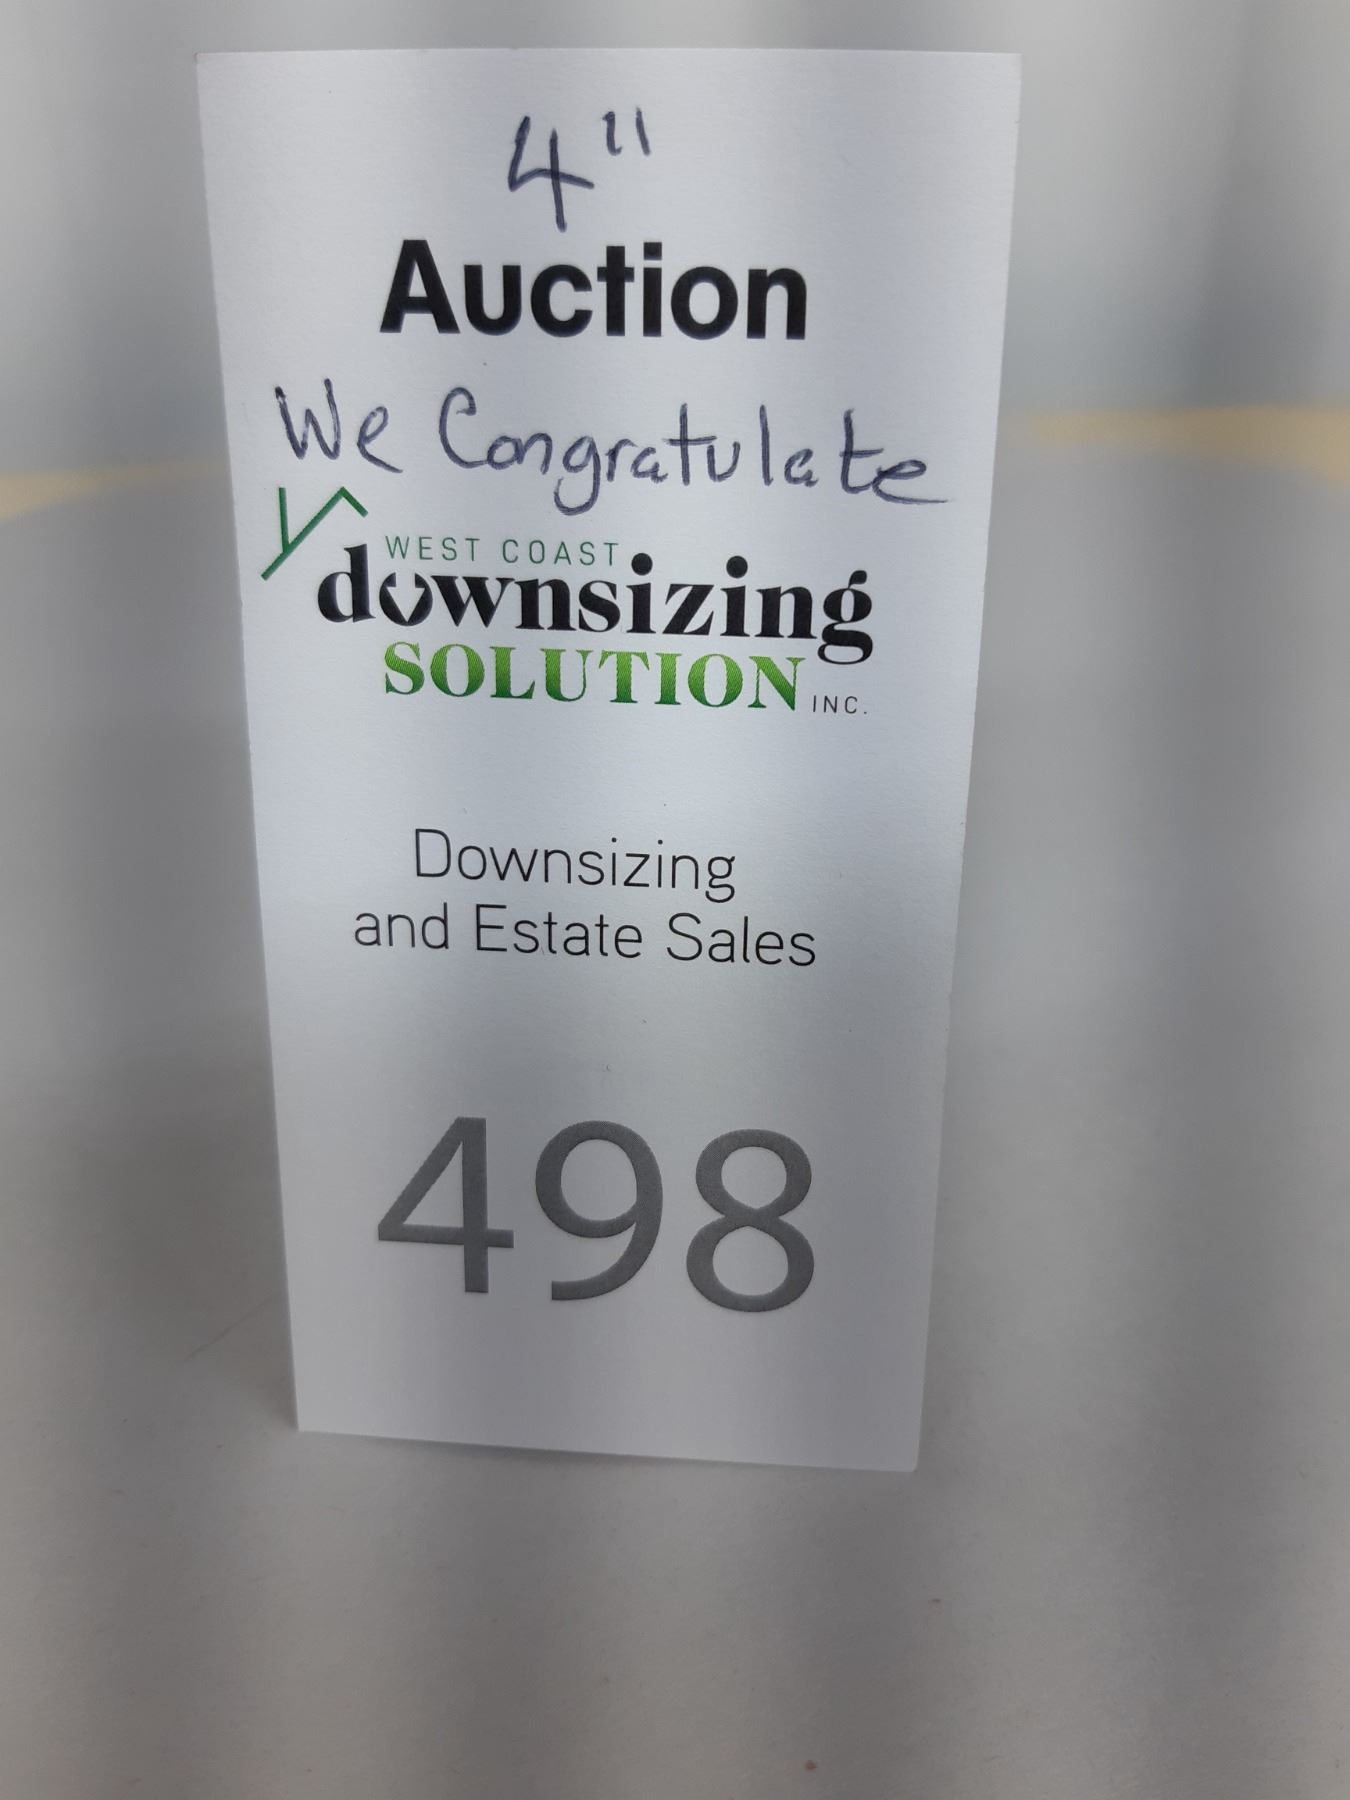 4"
Auction
We Congratulate
WEST COAST
downsizing
SOLUTION INC.
Downsizing
and Estate Sales
498